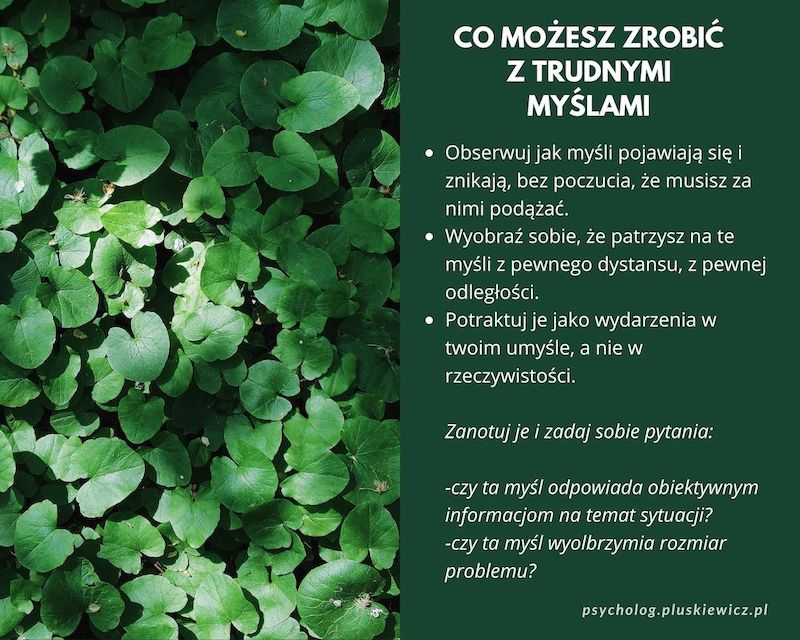 CO MOŻESZ ZROBIĆ
Z TRUDNYMI
MYŚLAMI
• Obserwuj jak myśli pojawiają się i
znikają, bez poczucia, że musisz za
nimi podążać.
• Wyobraź sobie, że patrzysz na te
myśli z pewnego dystansu, z pewnej
odległości.
• Potraktuj je jako wydarzenia w
twoim umyśle, a nie w
rzeczywistości.
Zanotuj je i zadaj sobie pytania:
-czy ta myśl odpowiada obiektywnym
informacjom na temat sytuacji?
-czy ta myśl wyolbrzymia rozmiar
problemu?
psycholog.pluskiewicz.pl